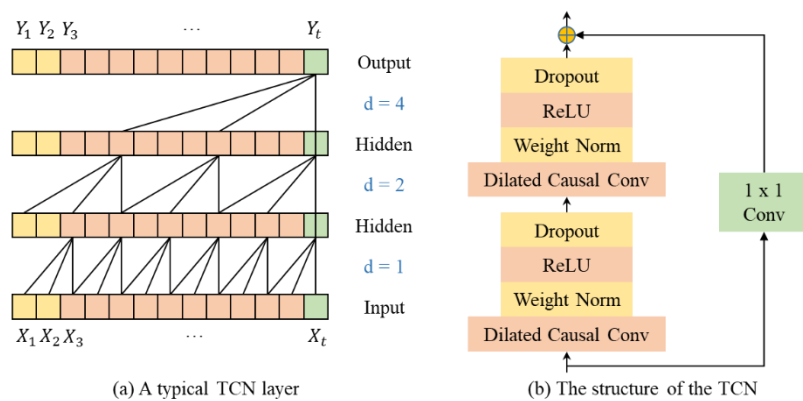 Y₁ Y₂ Y₃ ... Yₜ
Output
d = 4
Hidden
d = 2
Hidden
d = 1
Input
X₁ X₂ X₃ ... Xₜ
(a) A typical TCN layer
Dropout
ReLU
Weight Norm
Dilated Causal Conv
Dropout
ReLU
Weight Norm
Dilated Causal Conv
1 x 1
Conv
(b) The structure of the TCN